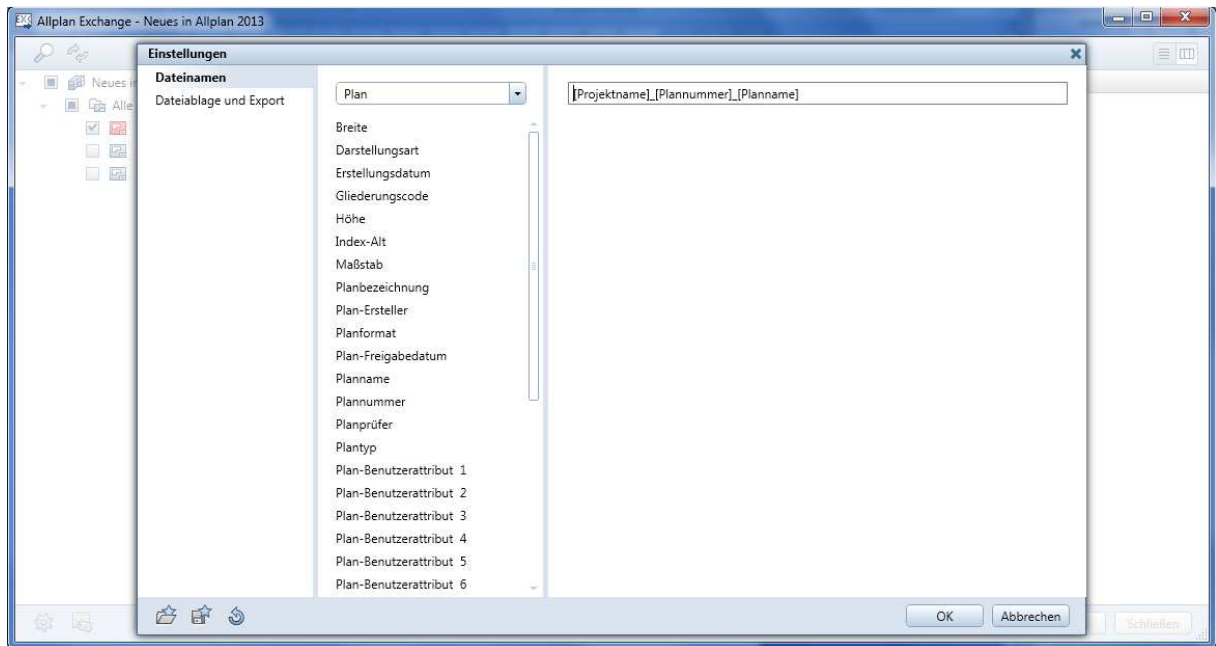 Allplan Exchange - Neues in Allplan 2013
Einstellungen
Neues i
Alle
Dateinamen
Dateiablage und Export
Plan
[Projektname]_[Plannummer]_[Planname]
Breite
Darstellungsart
Erstellungsdatum
Gliederungscode
Höhe
Index-Alt
Maßstab
Planbezeichnung
Plan-Ersteller
Planformat
Plan-Freigabedatum
Planname
Plannummer
Planprüfer
Plantyp
Plan-Benutzerattribut 1
Plan-Benutzerattribut 2
Plan-Benutzerattribut 3
Plan-Benutzerattribut 4
Plan-Benutzerattribut 5
Plan-Benutzerattribut 6
OK
Abbrechen
Schließen